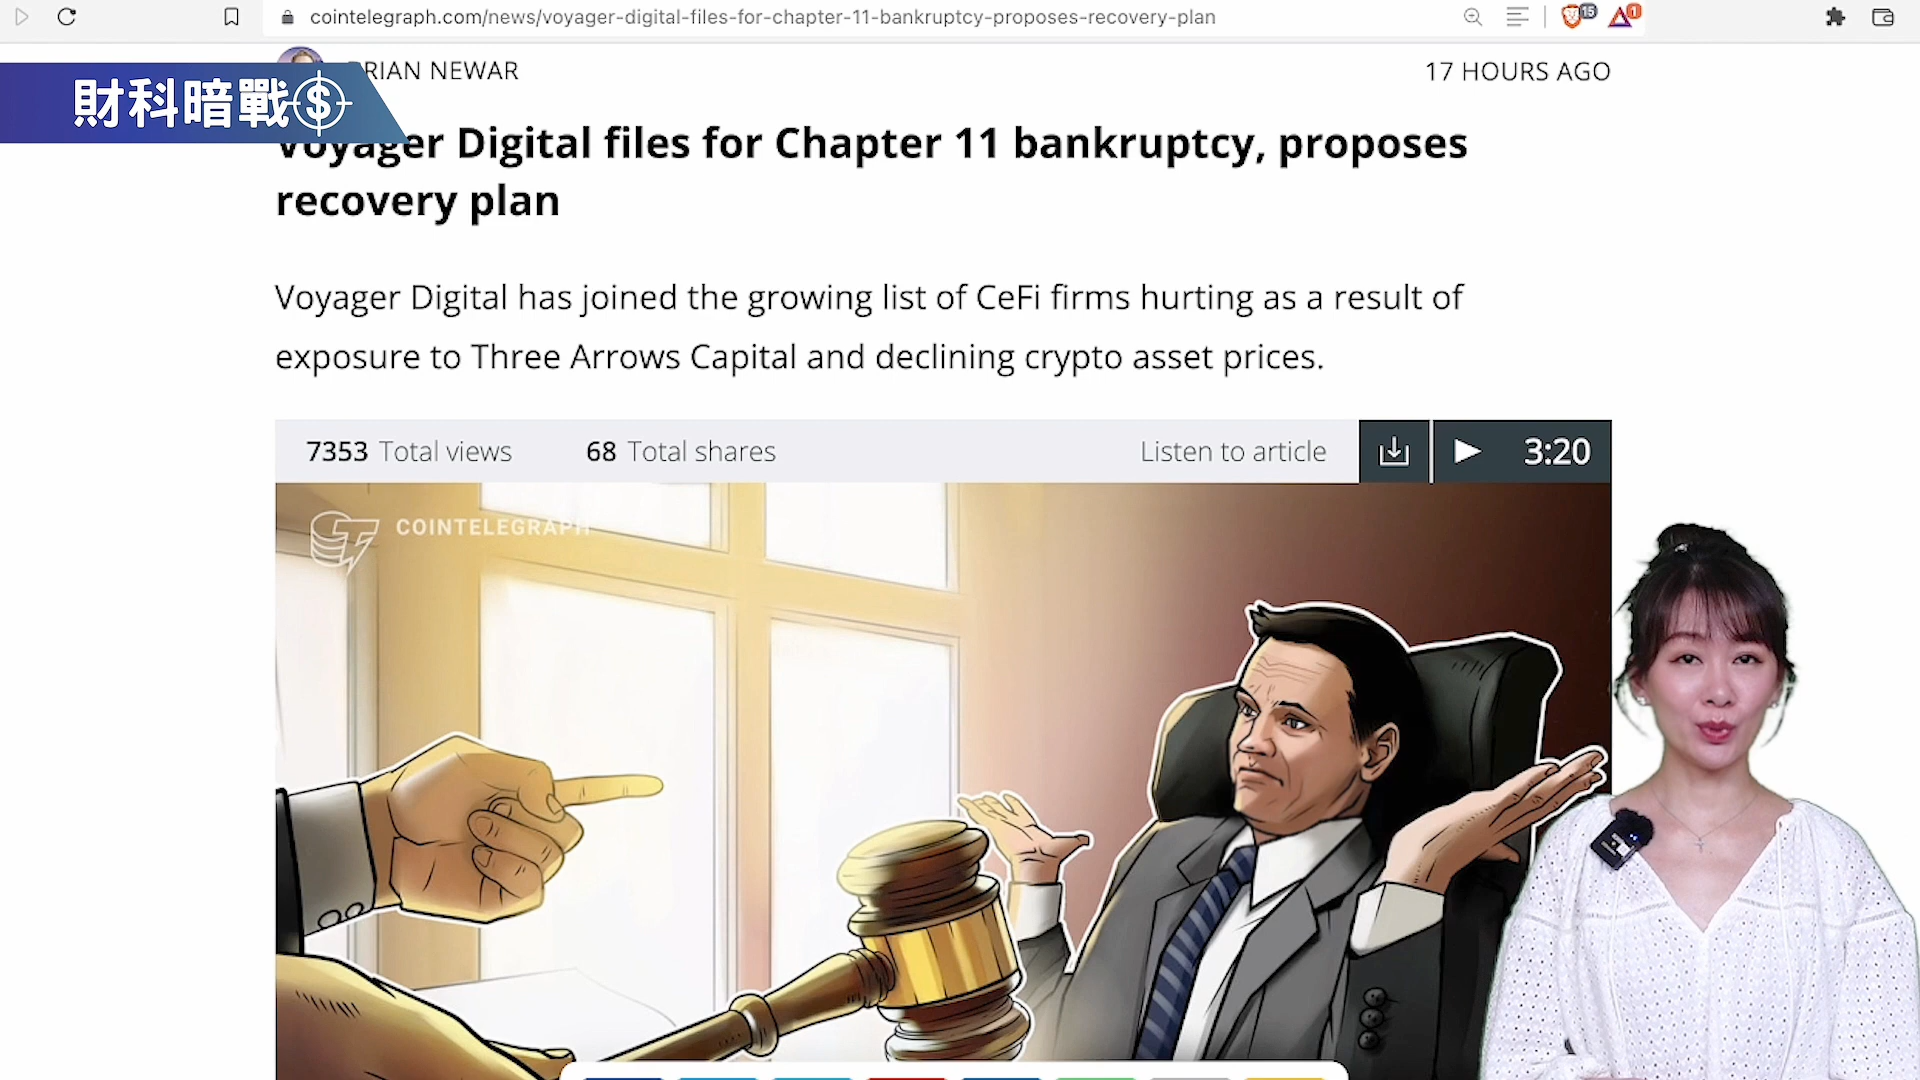 cointelegraph.com/news/voyager-digital-files-for-chapter-11-bankruptcy-proposes-recovery-plan
15
1
RIAN NEWAR
17 HOURS AGO
財科暗戰
Voyager Digital files for Chapter 11 bankruptcy, proposes
recovery plan
Voyager Digital has joined the growing list of CeFi firms hurting as a result of
exposure to Three Arrows Capital and declining crypto asset prices.
7353 Total views
68 Total shares
Listen to article
3:20
COINTELEGRAPH